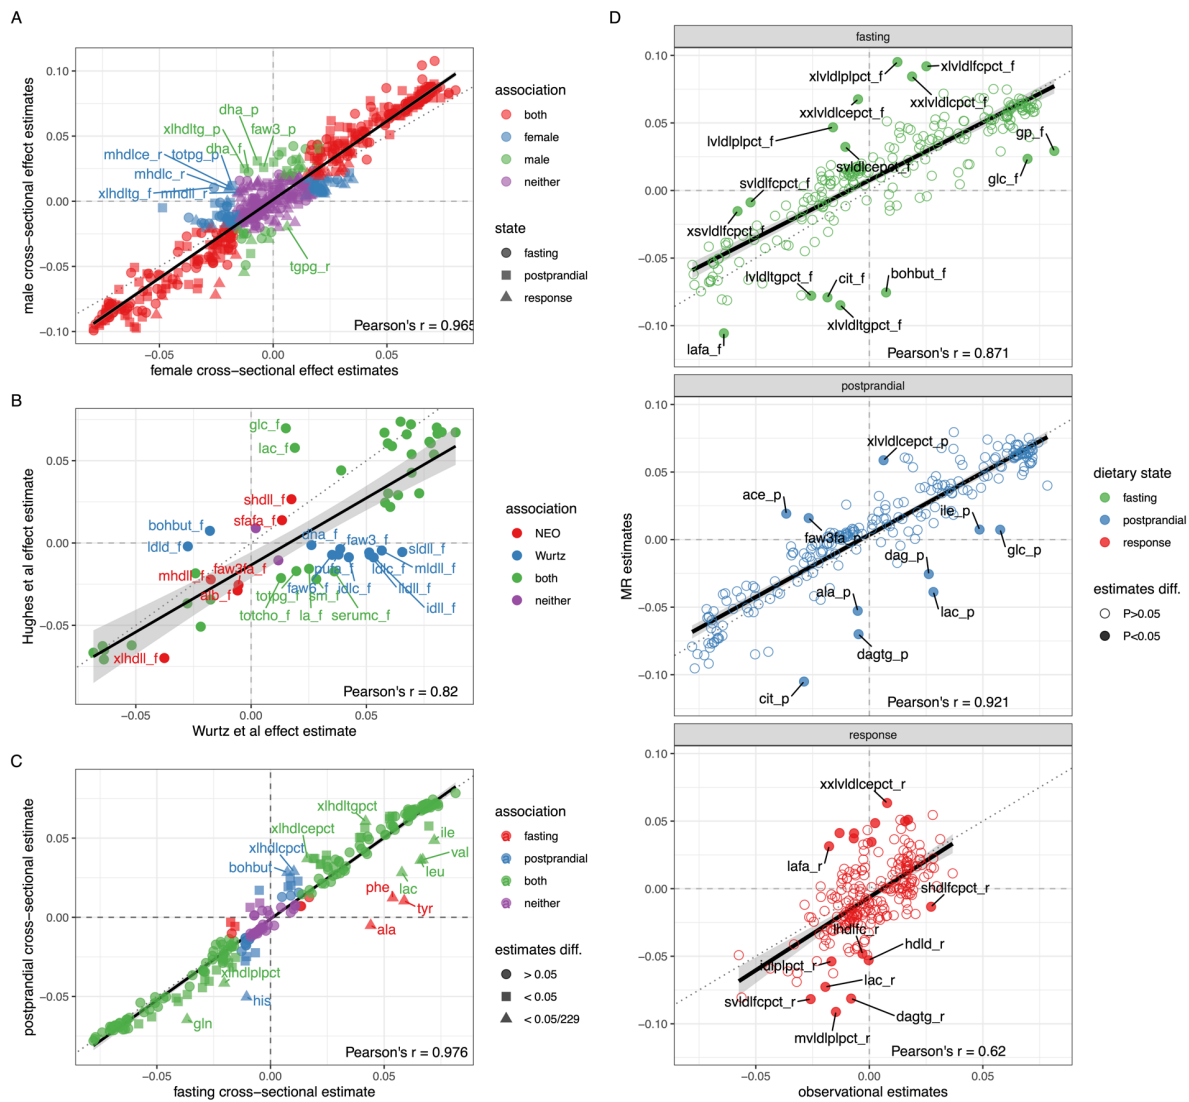 A
male cross-sectional effect estimates
0.10
0.05
0.00
−0.05
−0.10
dha_p
xlhdltg_p
faw3_p
dha_f
mhdlce_r
totpg_p
mhdlc_r
xlhdltg_f
mhdll_r
tgpg_r
Pearson's r = 0.965
−0.05
0.00
0.05
female cross-sectional effect estimates
association
both
female
male
neither
state
fasting
postprandial
response
B
Hughes et al effect estimate
0.05
0.00
−0.05
glc_f
lac_f
shdll_f
sfafa_f
bohbut_f
ldld_f
dha_f
faw3_f
sldll_f
mhdll_f
faw3fa_f
pufa_f
ldlc_f
mldll_f
alb_f
faw6_f
idlc_f
lldll_f
totpg_f
sm_f
idll_f
totcho_f
la_f
serumc_f
xlhdll_f
Pearson's r = 0.82
−0.05
0.00
0.05
Wurtz et al effect estimate
association
NEO
Wurtz
both
neither
C
postprandial cross-sectional estimate
0.05
0.00
−0.05
xlhdltgpct
xlhdlcepct
ile
xlhdlcpct
val
bohbut
leu
lac
phe
tyr
ala
xlhdlplpct
his
gln
Pearson's r = 0.976
−0.05
0.00
0.05
fasting cross-sectional estimate
association
a fasting
a postprandial
a both
a neither
estimates diff.
> 0.05
< 0.05
< 0.05/229
D
MR estimates
fasting
0.10
0.05
0.00
−0.05
−0.10
xlvldlplpct_f
xlvldlfcpct_f
xxlvldlcpct_f
xxlvldlcepct_f
lvldlplpct_f
gp_f
svldlcepct_f
glc_f
svldlfcpct_f
xsvldlfcpct_f
lvldltgpct_f
cit_f
bohbut_f
xlvldltgpct_f
lafa_f
Pearson's r = 0.871
postprandial
0.10
0.05
0.00
−0.05
−0.10
xlvldlcepct_p
ace_p
ile_p
faw3fa_p
glc_p
dag_p
ala_p
lac_p
dagtg_p
cit_p
Pearson's r = 0.921
response
0.10
0.05
0.00
−0.05
−0.10
xxlvldlcepct_r
lafa_r
shdlfcpct_r
lhdlfc_r
hdld_r
idlplpct_r
lac_r
svldlfcpct_r
dagtg_r
mvldlplpct_r
Pearson's r = 0.62
−0.05
0.00
0.05
observational estimates
dietary state
fasting
postprandial
response
estimates diff.
P>0.05
P<0.05